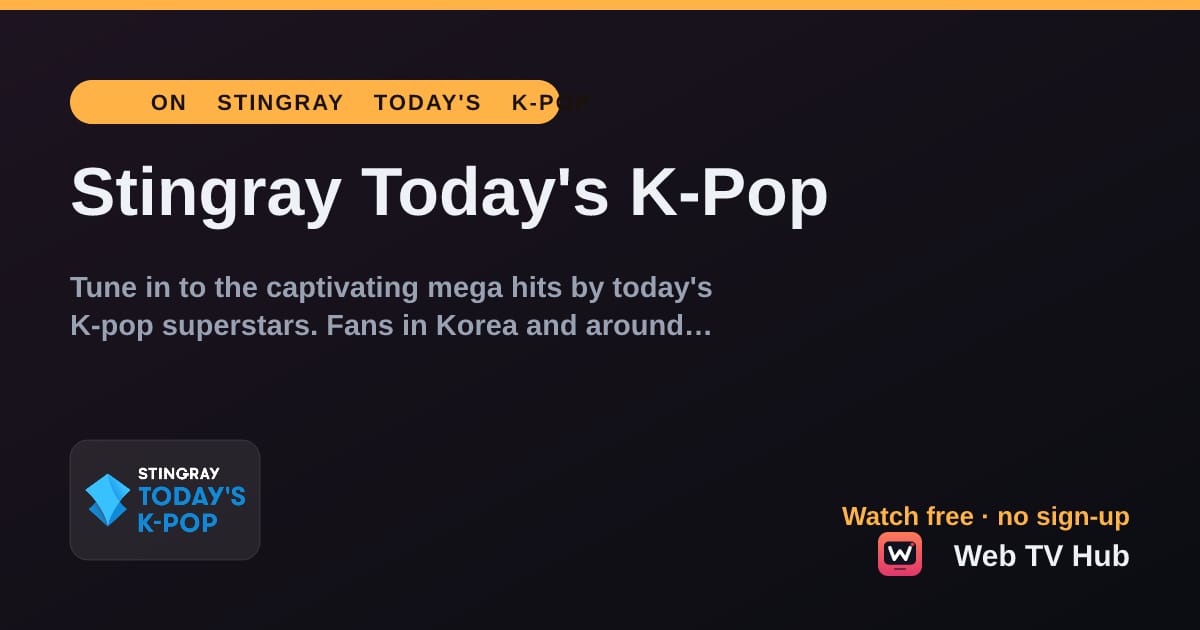 ON STINGRAY TODAY'S K-POP
Stingray Today's K-Pop
Tune in to the captivating mega hits by today's
K-pop superstars. Fans in Korea and around…
STINGRAY
TODAY'S
K-POP
Watch free · no sign-up
W
Web TV Hub